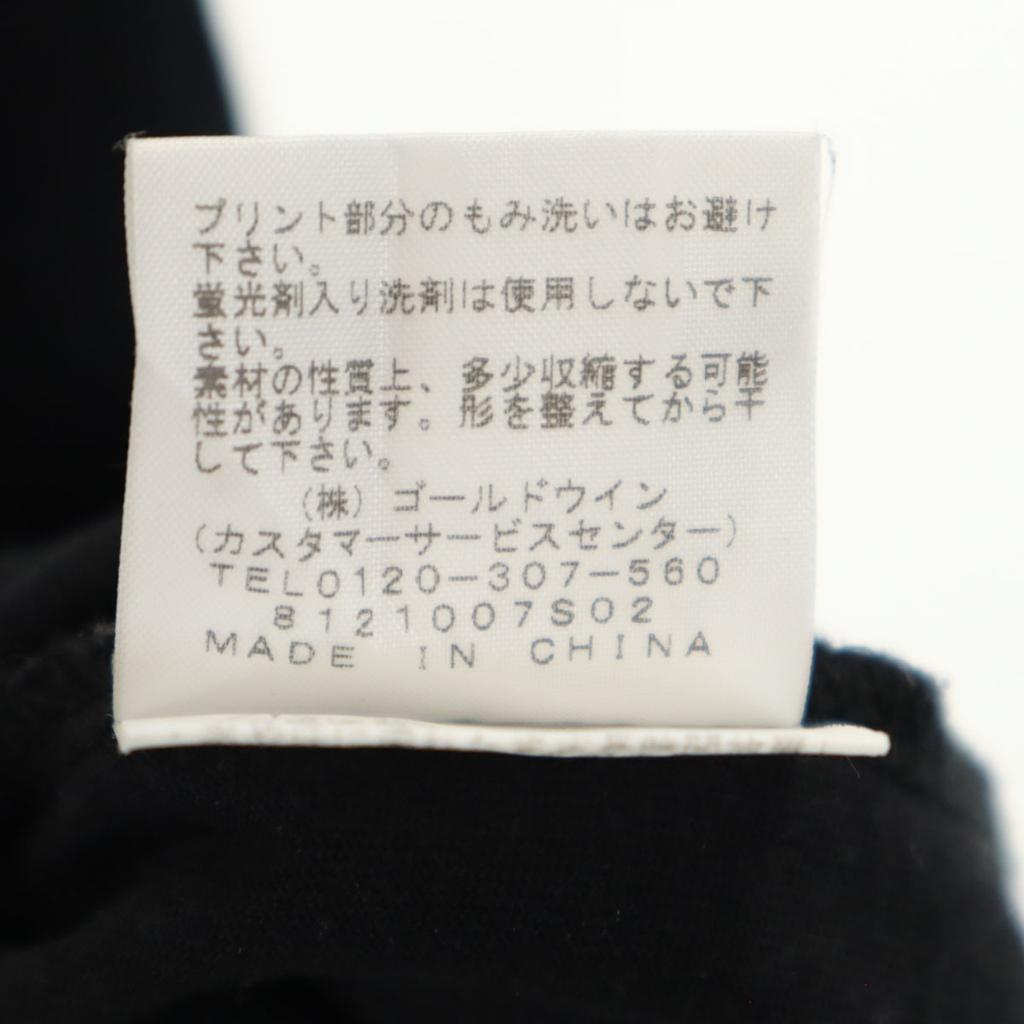 プリント部分のもみ洗いはお避け
下さい。
蛍光剤入り洗剤は使用しないで下
さい。
素材の性質上、多少収縮する可能
性があります。形を整えてから干
して下さい。
(株)ゴールドウイン
(カスタマーサービスセンター)
TEL0120-307-560
8121007S02
MADE IN CHINA